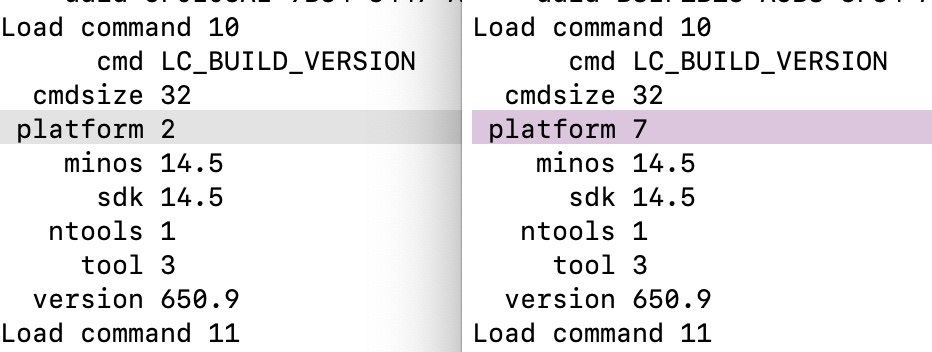 Load command 10
cmd LC_BUILD_VERSION
cmdsize 32
platform 2
minos 14.5
sdk 14.5
ntools 1
tool 3
version 650.9
Load command 11
Load command 10
cmd LC_BUILD_VERSION
cmdsize 32
platform 7
minos 14.5
sdk 14.5
ntools 1
tool 3
version 650.9
Load command 11